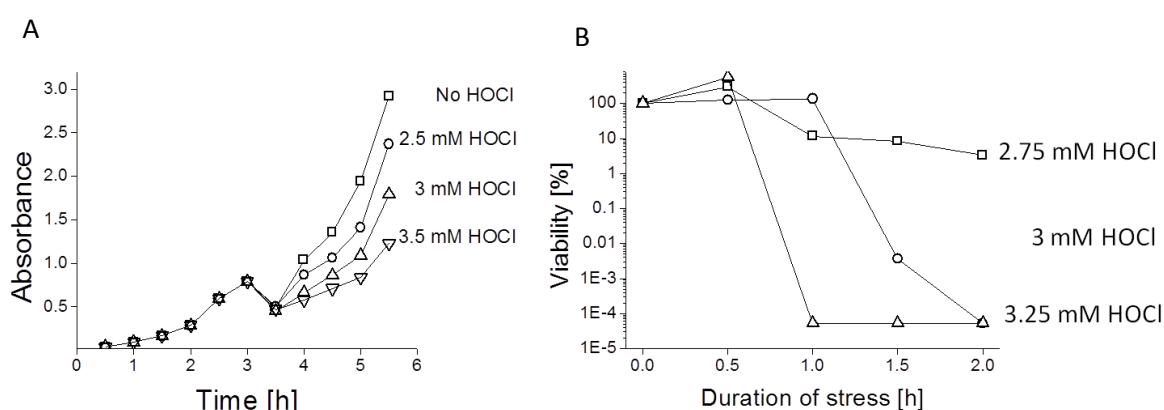 A
Absorbance
3.0
2.5
2.0
1.5
1.0
0.5
0 1 2 3 4 5 6
Time [h]
No HOCl
2.5 mM HOCl
3 mM HOCl
3.5 mM HOCl
B
Viability [%]
100
10
1
0.1
0.01
1E-3
1E-4
1E-5
0.0 0.5 1.0 1.5 2.0
Duration of stress [h]
2.75 mM HOCl
3 mM HOCl
3.25 mM HOCl